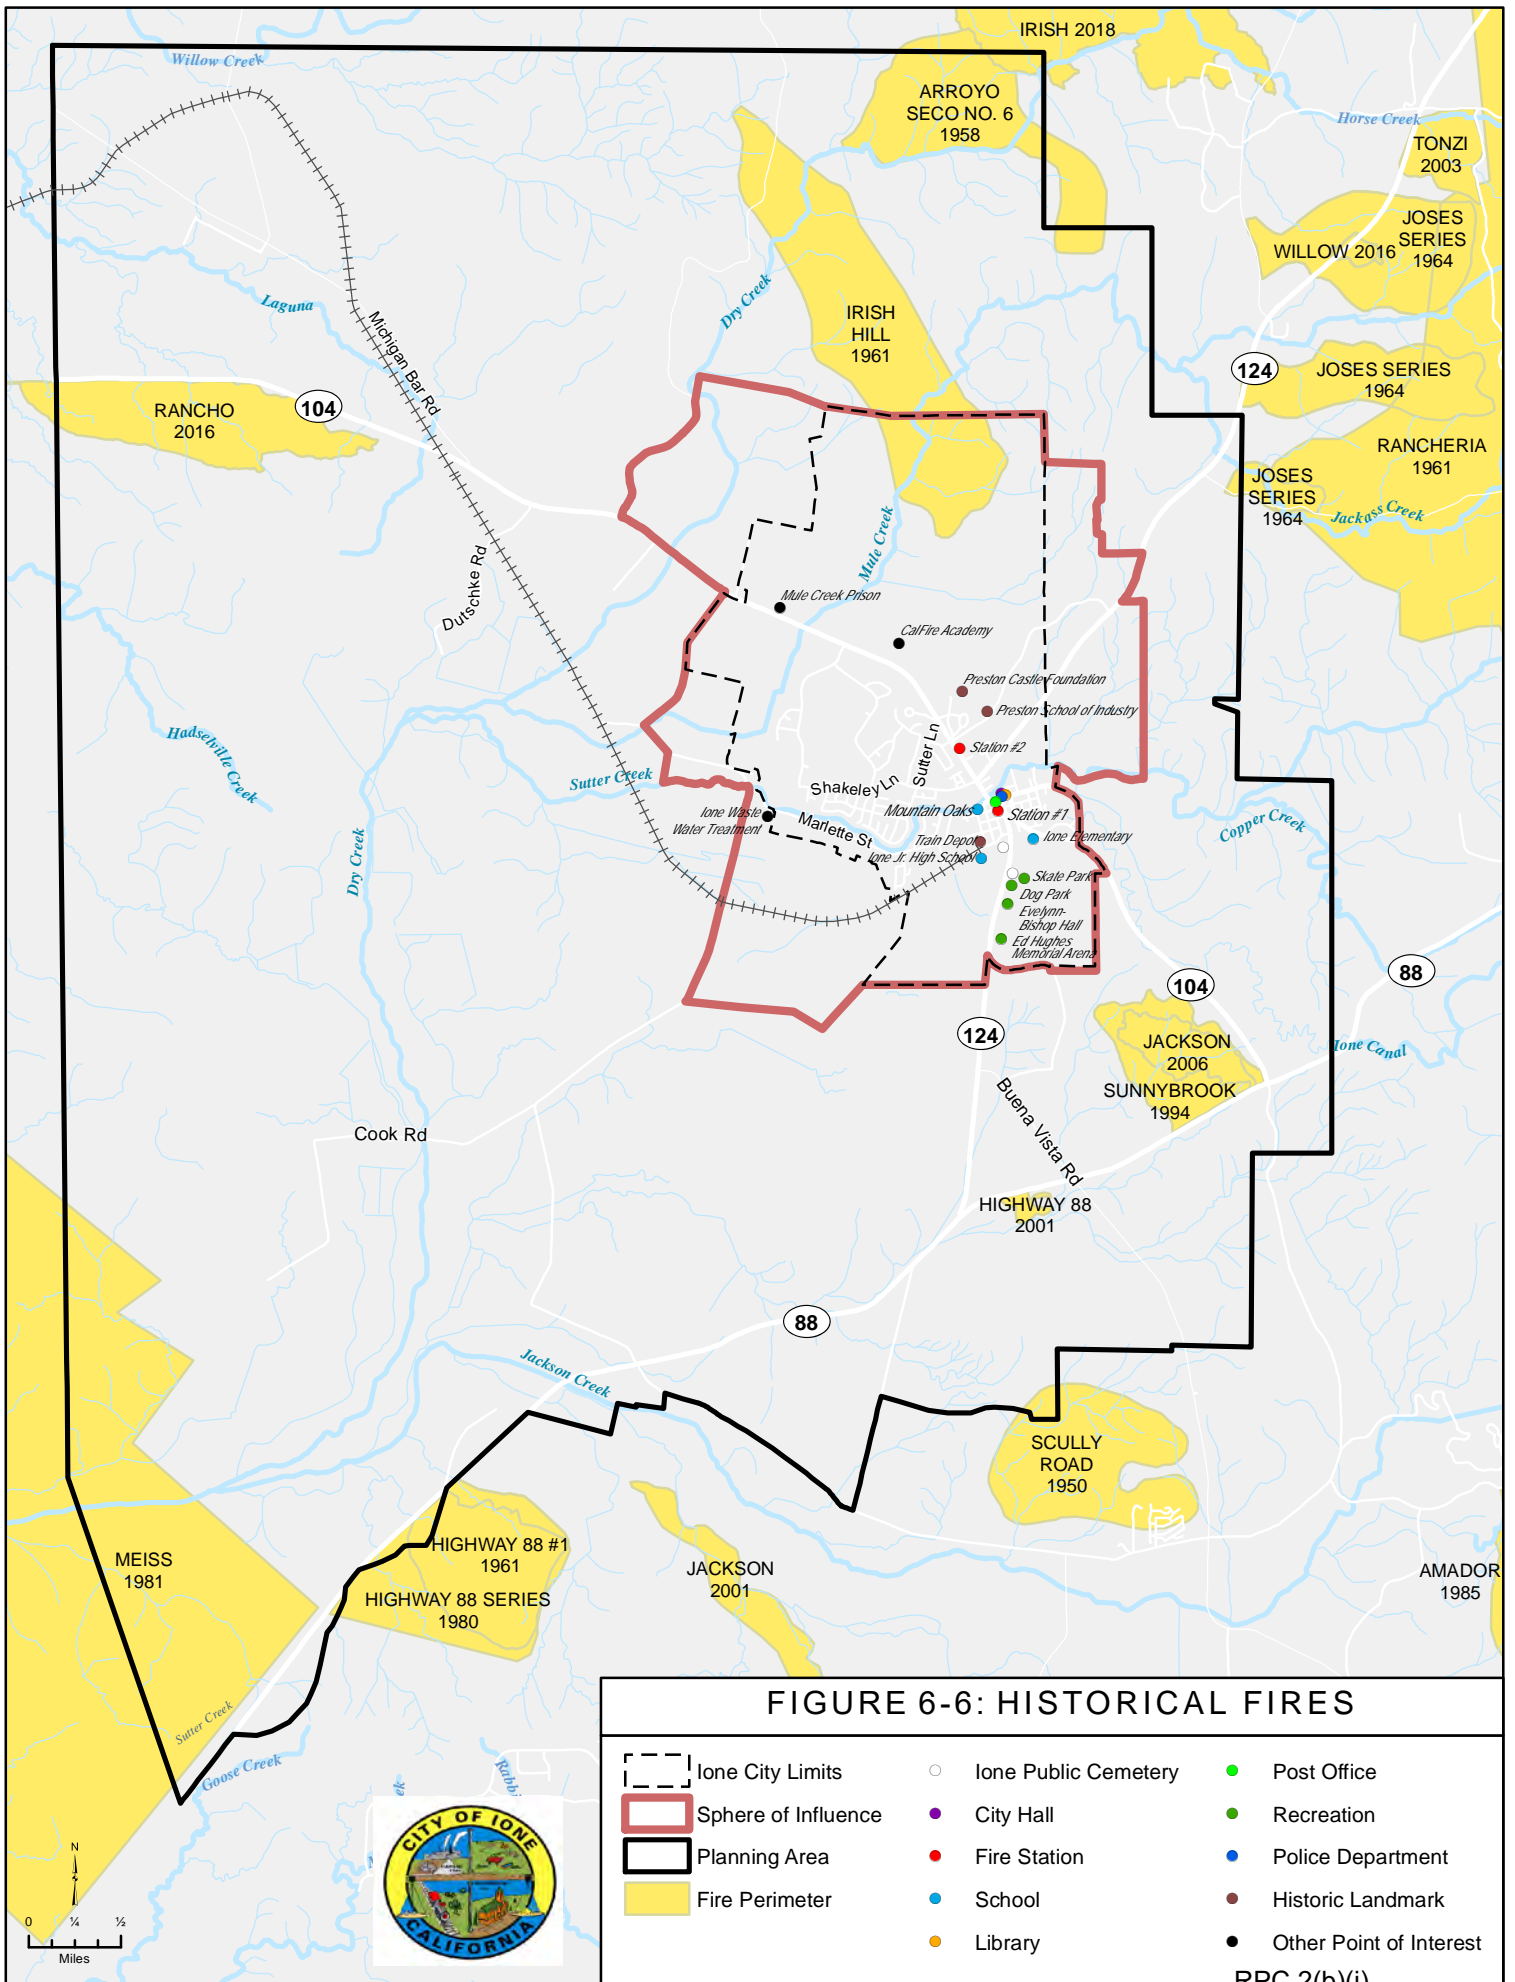 IRISH 2018
Willow Creek
ARROYO
SECO NO. 6
1958
Horse Creek
TONZI
2003
JOSES
SERIES
1964
WILLOW 2016
Dry Creek
Laguna
IRISH
HILL
1961
Michigan Bar Rd
124
JOSES SERIES
1964
RANCHO
2016
104
RANCHERIA
1961
JOSES
SERIES
1964
Jackass Creek
Mule Creek
Dutschke Rd
Mule Creek Prison
CalFire Academy
Preston Castle Foundation
Preston School of Industry
Hadselville Creek
Sutter Ln
Station #2
Sutter Creek
Shakeley Ln
Ione Waste
Water Treatment
Marlette St
Mountain Oaks
Station #1
Copper Creek
Train Depot
Ione Elementary
Ione Jr. High School
Dry Creek
Skate Park
Dog Park
Evelynn-
Bishop Hall
Ed Hughes
Memorial Arena
88
104
124
JACKSON
2006
Ione Canal
SUNNYBROOK
1994
Buena Vista Rd
Cook Rd
HIGHWAY 88
2001
88
Jackson Creek
SCULLY
ROAD
1950
MEISS
1981
HIGHWAY 88 #1
1961
HIGHWAY 88 SERIES
1980
JACKSON
2001
AMADOR
1985
Sutter Creek
Goose Creek
Rabbi
ek
CITY OF IONE
CALIFORNIA
N
0 ¼ ½
Miles
FIGURE 6-6: HISTORICAL FIRES
Ione City Limits
Sphere of Influence
Planning Area
Fire Perimeter
Ione Public Cemetery
City Hall
Fire Station
School
Library
Post Office
Recreation
Police Department
Historic Landmark
Other Point of Interest
RPC 2(b)(i)